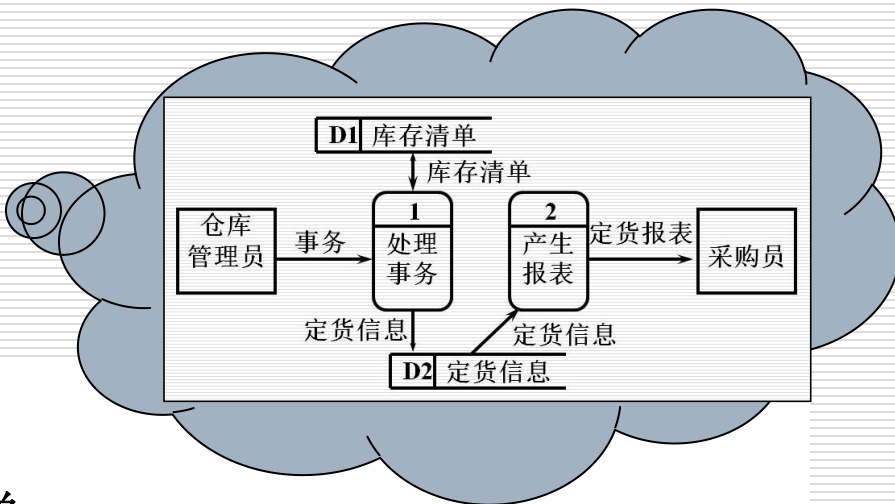 D1 库存清单
库存清单
仓库
管理员
事务
1
处理
事务
2
产生
报表
定货报表
采购员
定货信息
定货信息
D2 定货信息